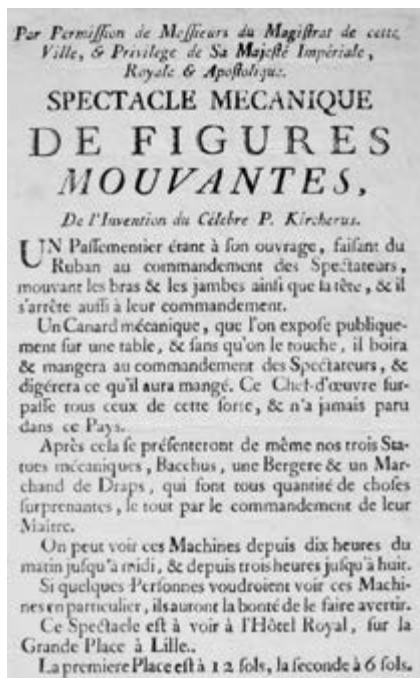 Par Permission de Messieurs du Magistrat de cette
Ville, & Privilege de Sa Majesté Impériale,
Royale & Apostolique.
SPECTACLE MECANIQUE
DE FIGURES
MOUVANTES,
De l'Invention du Célebre P. Kircherus.
UN Passementier étant à son ouvrage, faisant du
Ruban au commandement des Spectateurs,
mouvant les bras & les jambes ainsi que la tête, & il
s'arrête aussi à leur commandement.
Un Canard mécanique, que l'on expose publique-
ment sur une table, & sans qu'on le touche, il boira
& mangera au commandement des Spectateurs, &
digérera ce qu'il aura mangé. Ce Chef-d'œuvre sur-
passe tous ceux de cette sorte, & n'a jamais paru
dans ce Pays.
Après cela se présenteront de même nos trois Sta-
tues mécaniques, Bacchus, une Bergere & un Mar-
chand de Draps, qui font tous quantité de choses
surprenantes, le tout par le commandement de leur
Maître.
On peut voir ces Machines depuis dix heures du
matin jusqu'à midi, & depuis trois heures jusqu'à huit.
Si quelques Personnes voudroient voir ces Machi-
nes en particulier, ils auront la bonté de le faire avertir.
Ce Spectacle est à voir à l'Hôtel Royal, sur la
Grande Place à Lille..
La premiere Place est à 12 sols, la seconde à 6 sols.